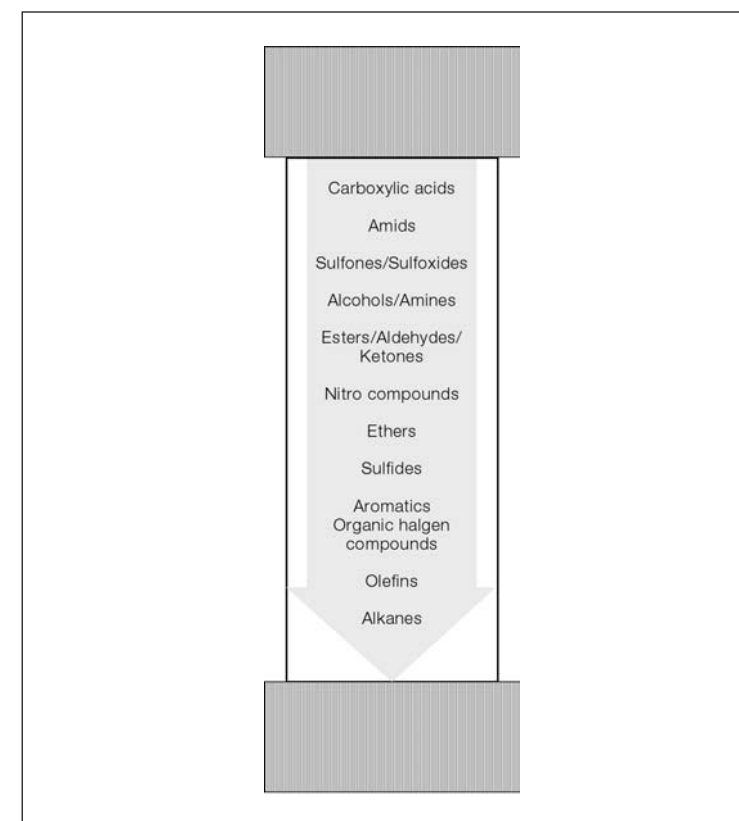 Carboxylic acids
Amids
Sulfones/Sulfoxides
Alcohols/Amines
Esters/Aldehydes/
Ketones
Nitro compounds
Ethers
Sulfides
Aromatics
Organic halgen
compounds
Olefins
Alkanes